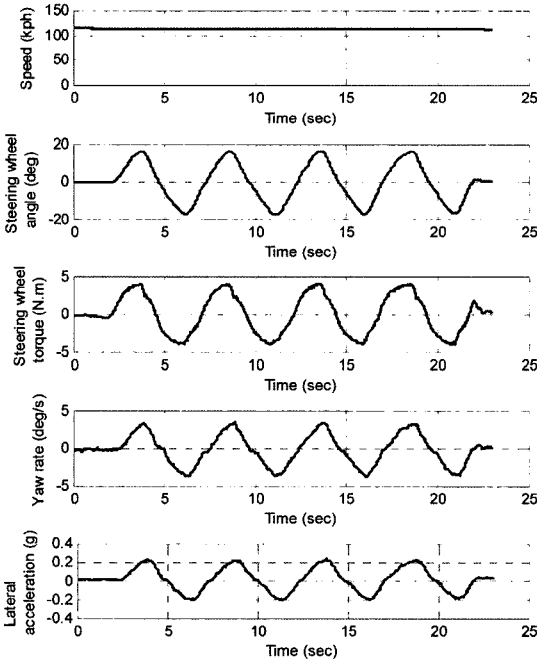 150
100
50
0
Speed (kph)
0 5 10 15 20 25
Time (sec)
20
0
-20
Steering wheel
angle (deg)
0 5 10 15 20 25
Time (sec)
5
0
-5
Steering wheel
torque (N.m)
0 5 10 15 20 25
Time (sec)
5
0
-5
Yaw rate (deg/s)
0 5 10 15 20 25
Time (sec)
0.4
0.2
0
-0.2
-0.4
Lateral
acceleration (g)
0 5 10 15 20 25
Time (sec)